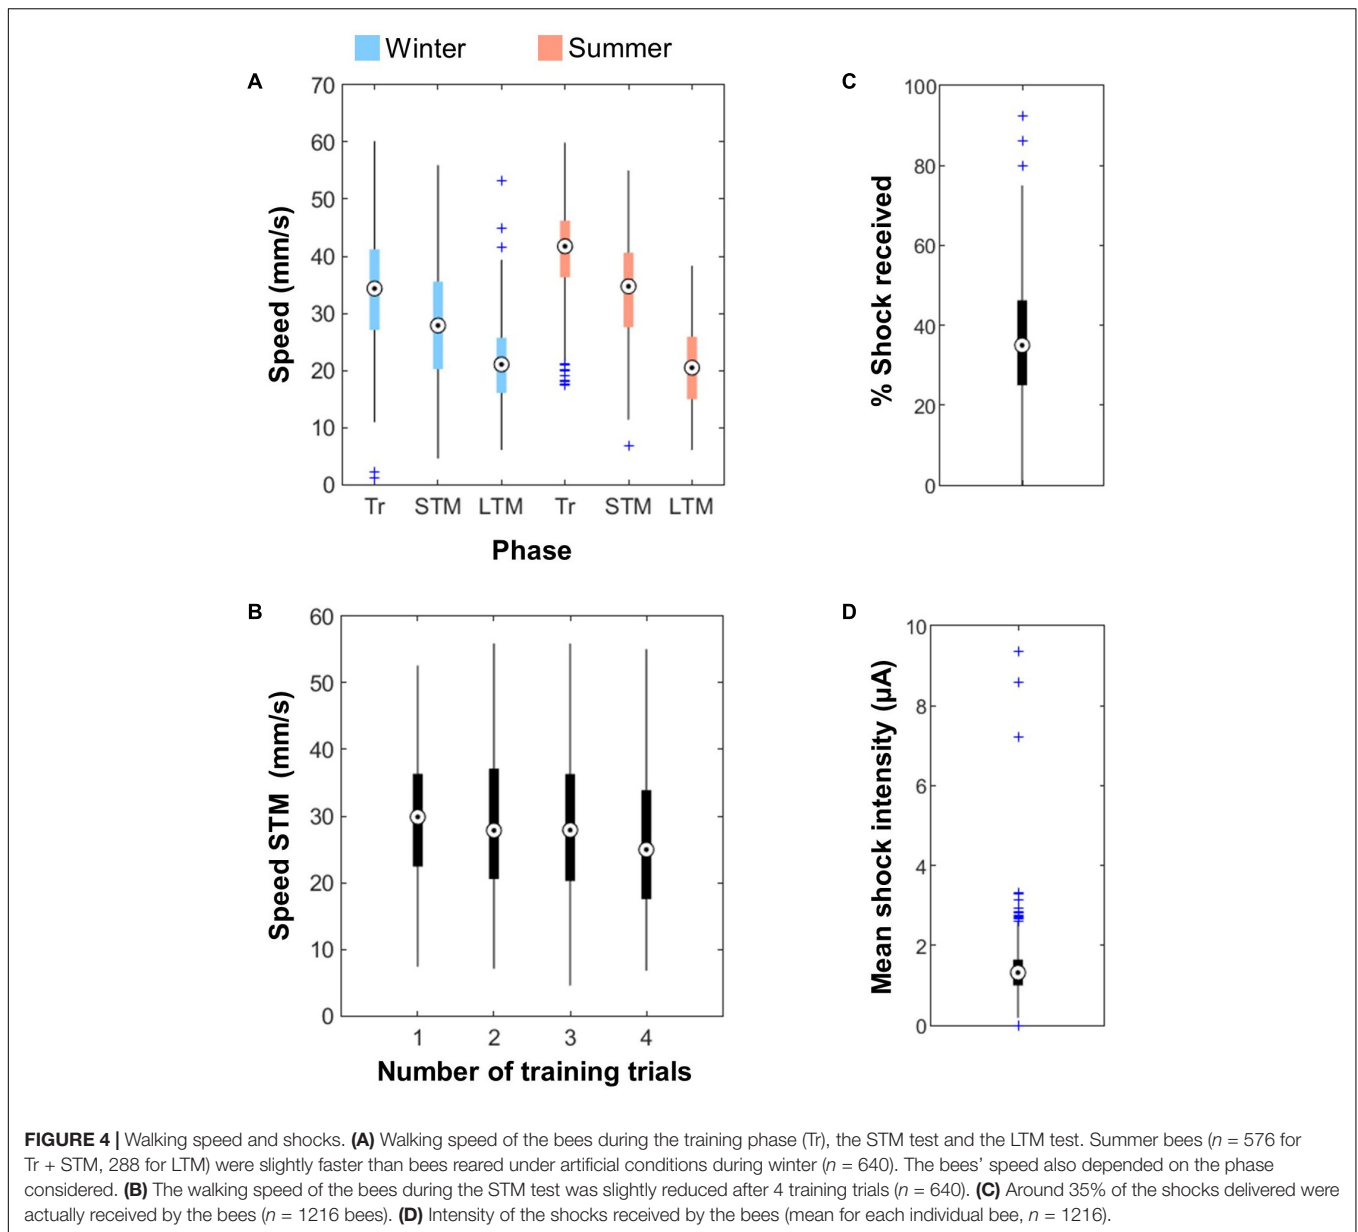 Winter Summer
A
70
60
50
40
30
20
10
0
Speed (mm/s)
Tr STM LTM Tr STM LTM
Phase
C
100
80
60
40
20
0
% Shock received
B
60
50
40
30
20
10
0
Speed STM (mm/s)
1 2 3 4
Number of training trials
D
10
8
6
4
2
0
Mean shock intensity (µA)
FIGURE 4 | Walking speed and shocks. (A) Walking speed of the bees during the training phase (Tr), the STM test and the LTM test. Summer bees (n = 576 for
Tr + STM, 288 for LTM) were slightly faster than bees reared under artificial conditions during winter (n = 640). The bees’ speed also depended on the phase
considered. (B) The walking speed of the bees during the STM test was slightly reduced after 4 training trials (n = 640). (C) Around 35% of the shocks delivered were
actually received by the bees (n = 1216 bees). (D) Intensity of the shocks received by the bees (mean for each individual bee, n = 1216).